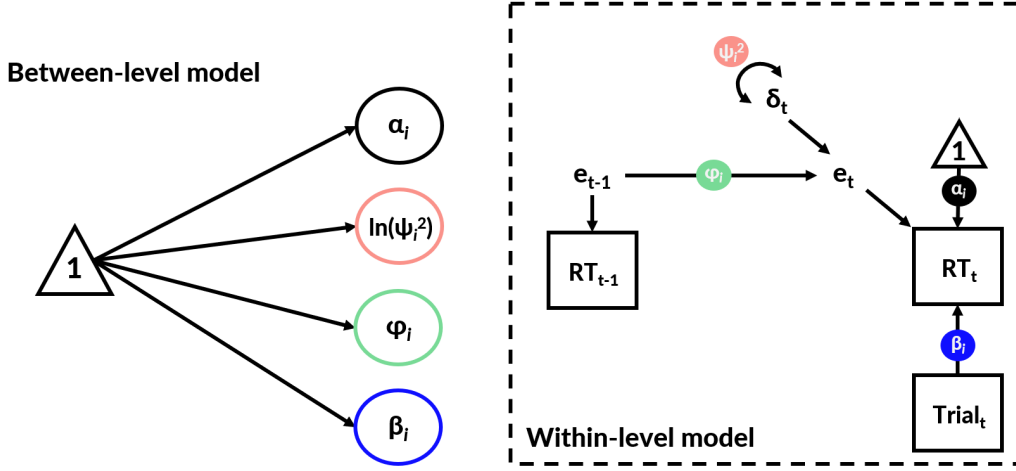 Between-level model
1
αᵢ
ln(ψᵢ²)
φᵢ
βᵢ
ψᵢ²
δₜ
eₜ₋₁
φᵢ
eₜ
1
αᵢ
RTₜ₋₁
RTₜ
βᵢ
Trialₜ
Within-level model